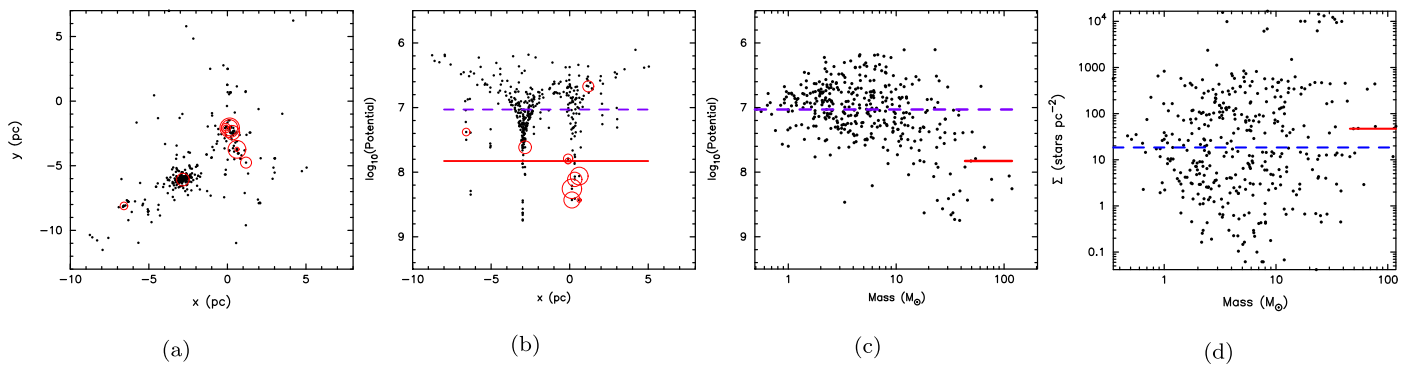 5
0
−5
−10
y (pc)
−10
−5
0
5
x (pc)
(a)
6
7
8
9
log₁₀(Potential)
−10
−5
0
5
x (pc)
(b)
6
7
8
9
log₁₀(Potential)
1
10
100
Mass (M☉)
(c)
10⁴
1000
100
10
1
0.1
Σ (stars pc⁻²)
1
10
100
Mass (M☉)
(d)